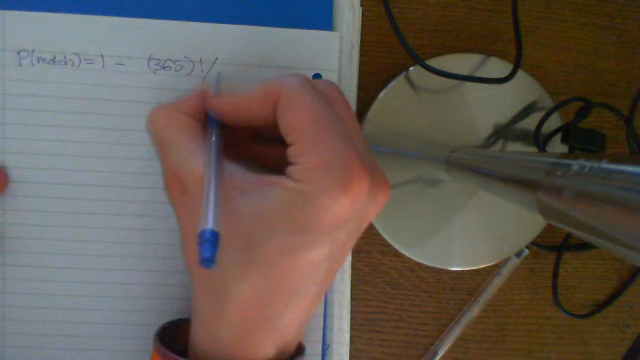 P(match) = 1 - (365)!/